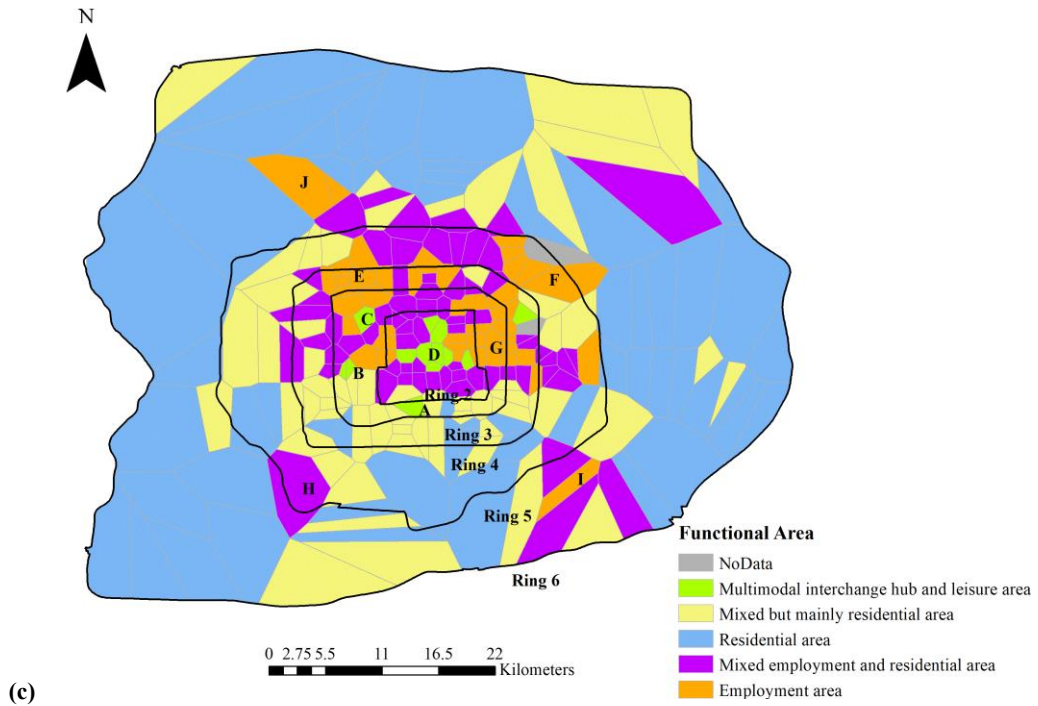 N
J
E
F
C
D
G
B
Ring 2
A
Ring 3
Ring 4
H
I
Ring 5
Ring 6
Functional Area
NoData
Multimodal interchange hub and leisure area
Mixed but mainly residential area
Residential area
Mixed employment and residential area
Employment area
0 2.75 5.5 11 16.5 22
Kilometers
(c)